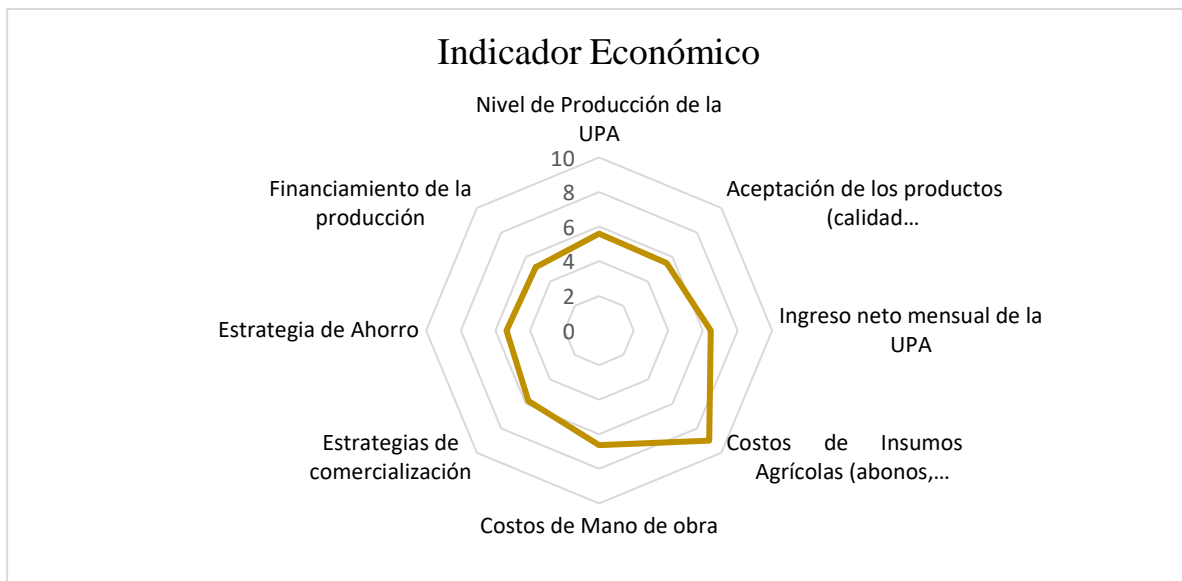 Indicador Económico
Nivel de Producción de la
UPA
10
8
6
4
2
0
Aceptación de los productos
(calidad...
Ingreso neto mensual de la
UPA
Costos de Insumos
Agrícolas (abonos,...
Costos de Mano de obra
Estrategias de
comercialización
Estrategia de Ahorro
Financiamiento de la
producción